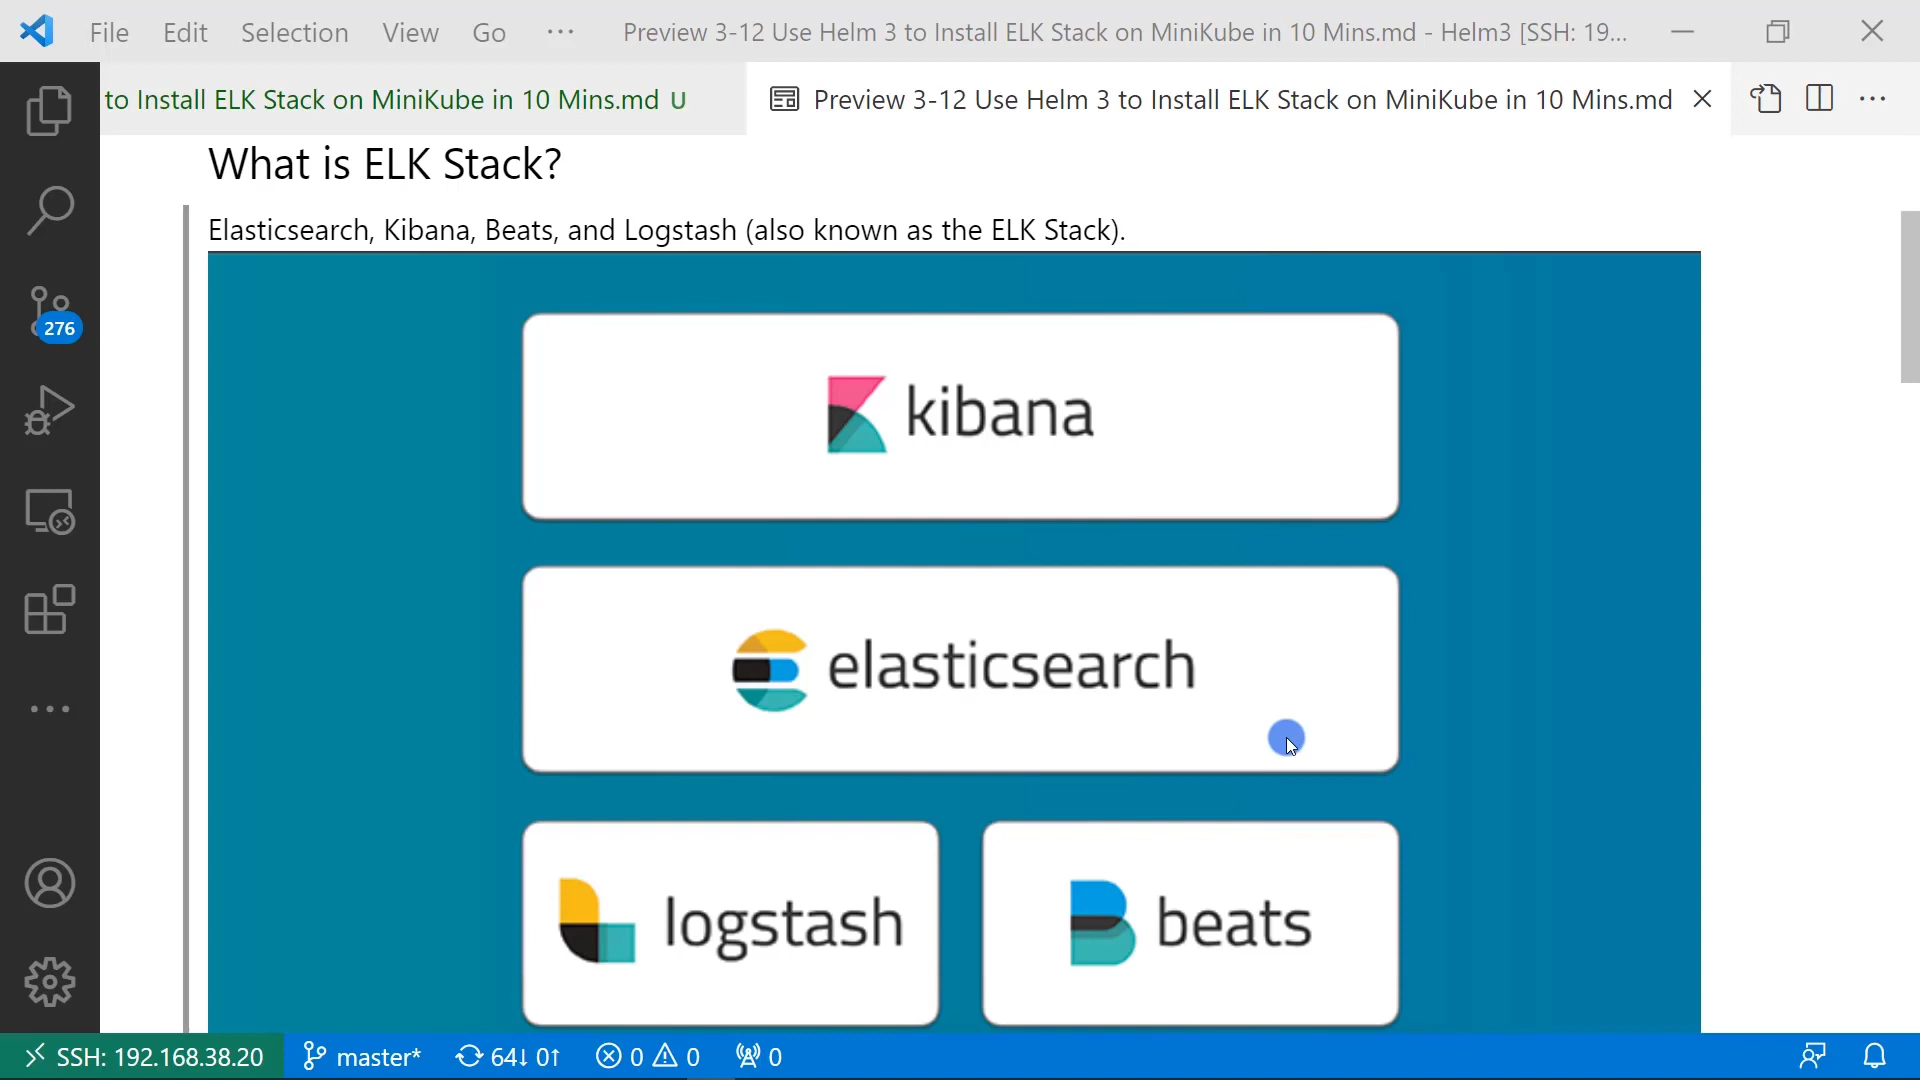 File Edit Selection View Go ··· Preview 3-12 Use Helm 3 to Install ELK Stack on MiniKube in 10 Mins.md - Helm3 [SSH: 19...
to Install ELK Stack on MiniKube in 10 Mins.md U Preview 3-12 Use Helm 3 to Install ELK Stack on MiniKube in 10 Mins.md
What is ELK Stack?
Elasticsearch, Kibana, Beats, and Logstash (also known as the ELK Stack).
276
kibana
elasticsearch
logstash beats
SSH: 192.168.38.20 master* 64↓ 0↑ 0 0 0